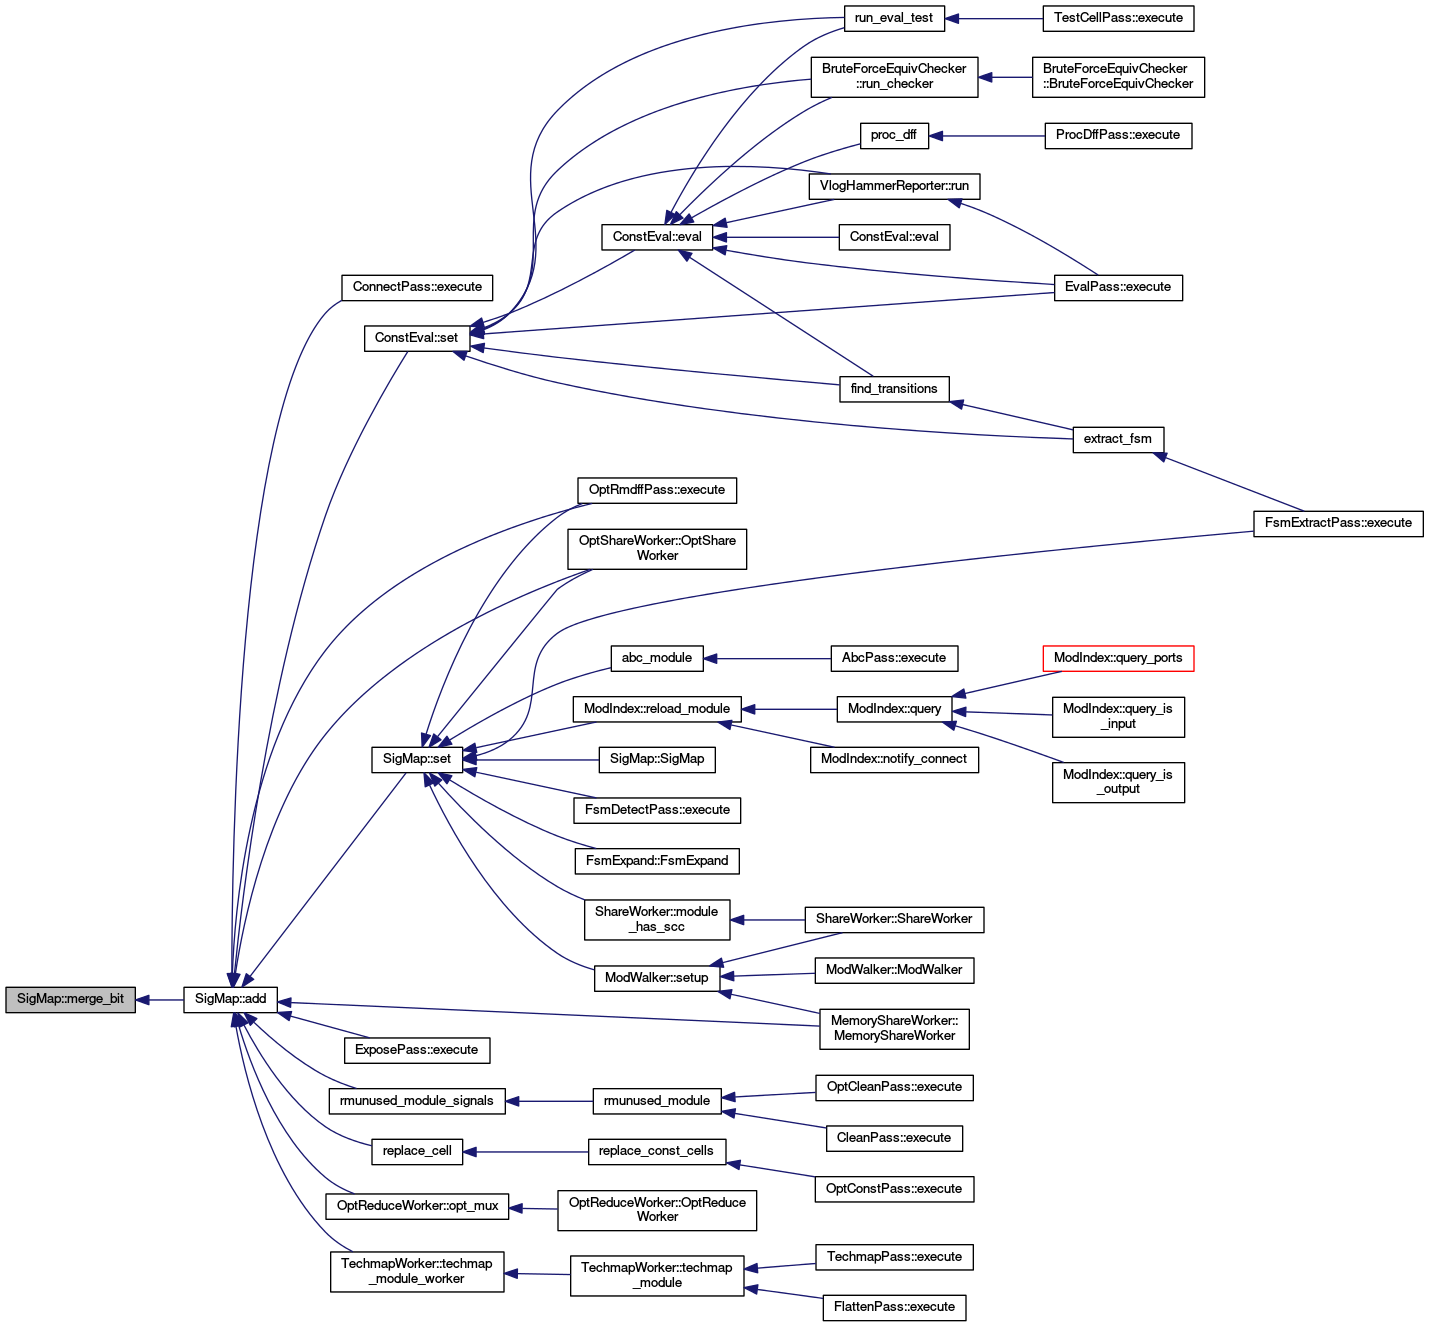 run_eval_test
TestCellPass::execute
BruteForceEquivChecker
::run_checker
BruteForceEquivChecker
::BruteForceEquivChecker
proc_dff
ProcDffPass::execute
VlogHammerReporter::run
ConstEval::eval
ConstEval::eval
ConnectPass::execute
EvalPass::execute
ConstEval::set
find_transitions
extract_fsm
OptRmdffPass::execute
FsmExtractPass::execute
OptShareWorker::OptShare
Worker
abc_module
AbcPass::execute
ModIndex::query_ports
ModIndex::reload_module
ModIndex::query
ModIndex::query_is
_input
SigMap::set
SigMap::SigMap
ModIndex::notify_connect
ModIndex::query_is
_output
FsmDetectPass::execute
FsmExpand::FsmExpand
ShareWorker::module
_has_scc
ShareWorker::ShareWorker
ModWalker::setup
ModWalker::ModWalker
SigMap::merge_bit
SigMap::add
MemoryShareWorker::
MemoryShareWorker
ExposePass::execute
rmunused_module_signals
rmunused_module
OptCleanPass::execute
CleanPass::execute
replace_cell
replace_const_cells
OptConstPass::execute
OptReduceWorker::opt_mux
OptReduceWorker::OptReduce
Worker
TechmapWorker::techmap
_module_worker
TechmapWorker::techmap
_module
TechmapPass::execute
FlattenPass::execute